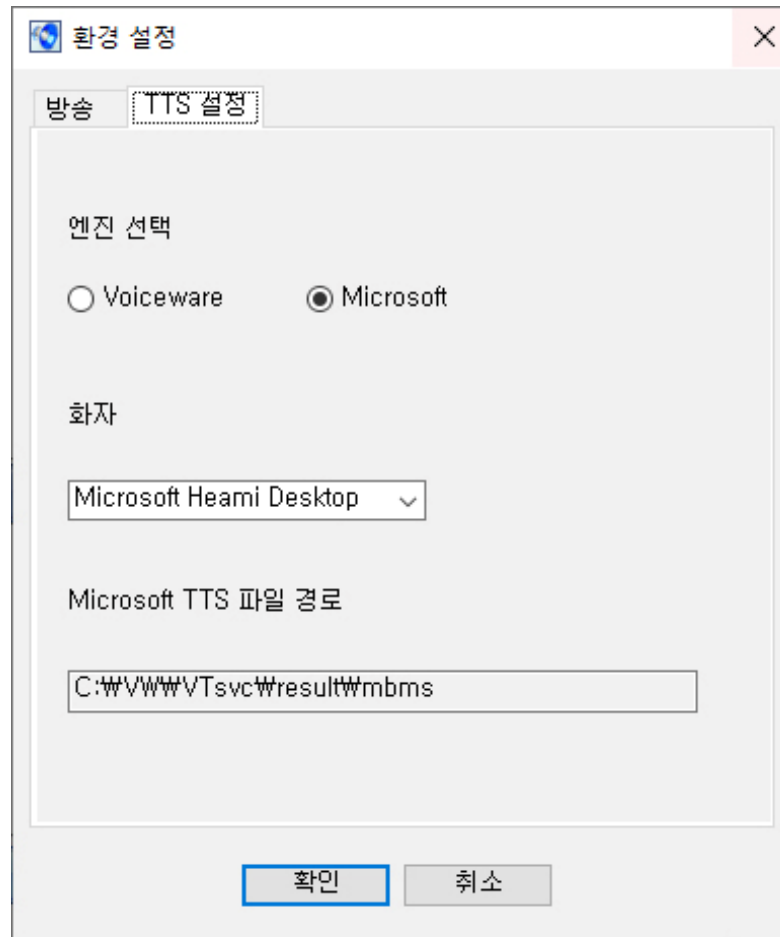 환경 설정
방송 TTS 설정
엔진 선택
Voiceware Microsoft
화자
Microsoft Heami Desktop
Microsoft TTS 파일 경로
C:₩VW₩VTsvc₩result₩mbms
확인 취소